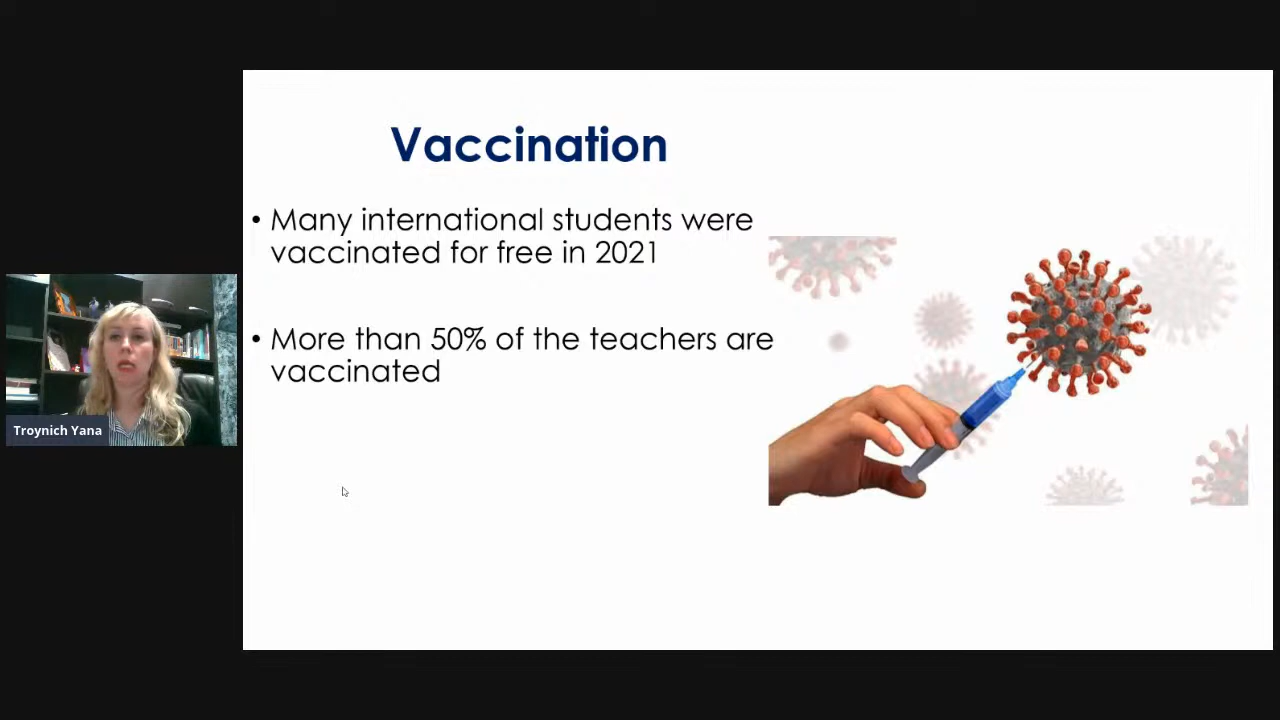 Vaccination
• Many international students were
vaccinated for free in 2021
• More than 50% of the teachers are
vaccinated
Troynich Yana